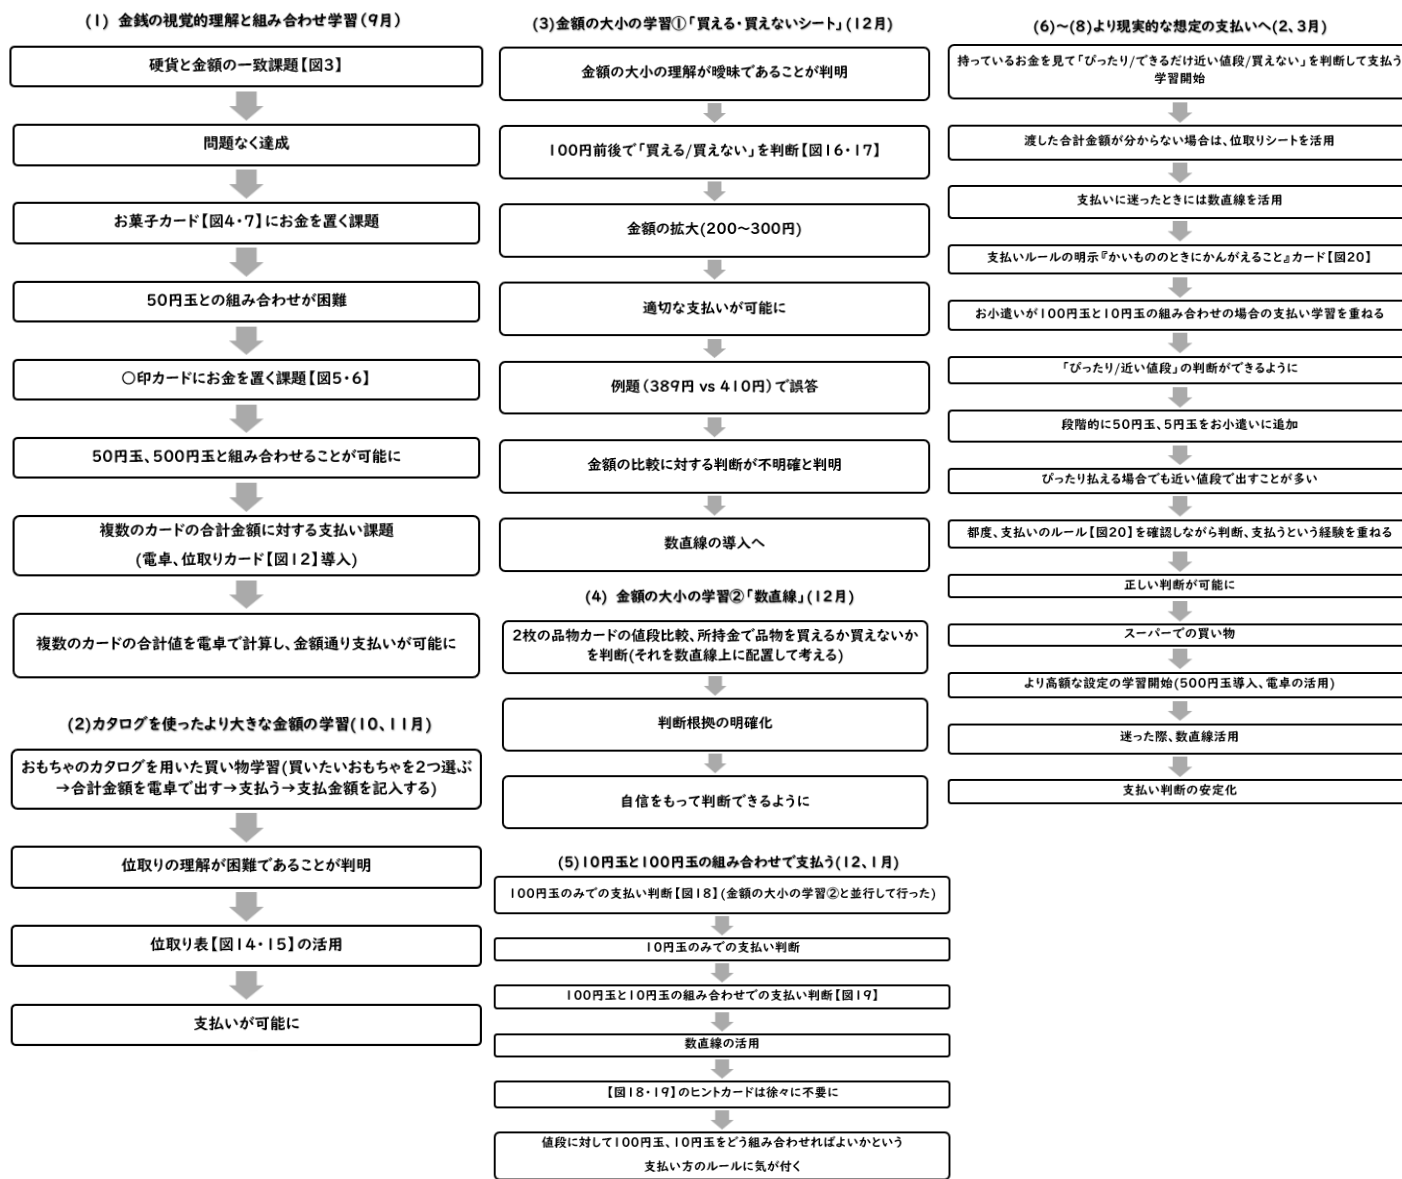 (1) 金銭の視覚的理解と組み合わせ学習(9月)
硬貨と金額の一致課題【図3】
問題なく達成
お菓子カード【図4・7】にお金を置く課題
50円玉との組み合わせが困難
〇印カードにお金を置く課題【図5・6】
50円玉、500円玉と組み合わせることが可能に
複数のカードの合計金額に対する支払い課題
(電卓、位取りカード【図12】導入)
複数のカードの合計値を電卓で計算し、金額通り支払いが可能に
(2)カタログを使ったより大きな金額の学習(10、11月)
おもちゃのカタログを用いた買い物学習(買いたいおもちゃを2つ選ぶ
→合計金額を電卓で出す→支払う→支払金額を記入する)
位取りの理解が困難であることが判明
位取り表【図14・15】の活用
支払いが可能に
(3)金額の大小の学習①「買える・買えないシート」(12月)
金額の大小の理解が曖昧であることが判明
100円前後で「買える/買えない」を判断【図16・17】
金額の拡大(200～300円)
適切な支払いが可能に
例題(389円 vs 410円)で誤答
金額の比較に対する判断が不明確と判明
数直線の導入へ
(4) 金額の大小の学習②「数直線」(12月)
2枚の品物カードの値段比較、所持金で品物を買えるか買えないか
を判断(それを数直線上に配置して考える)
判断根拠の明確化
自信をもって判断できるように
(5)10円玉と100円玉の組み合わせで支払う(12、1月)
100円玉のみでの支払い判断【図18】(金額の大小の学習②と並行して行った)
10円玉のみでの支払い判断
100円玉と10円玉の組み合わせでの支払い判断【図19】
数直線の活用
【図18・19】のヒントカードは徐々に不要に
値段に対して100円玉、10円玉をどう組み合わせればよいかという
支払い方のルールに気が付く
(6)～(8)より現実的な想定の支払いへ(2、3月)
持っているお金を見て「ぴったり/できるだけ近い値段/買えない」を判断して支払う
学習開始
渡した合計金額が分からない場合は、位取りシートを活用
支払いに迷ったときには数直線を活用
支払いルールの明示『かいもののときにかんがえること』カード【図20】
お小遣いが100円玉と10円玉の組み合わせの場合の支払い学習を重ねる
「ぴったり/近い値段」の判断ができるように
段階的に50円玉、5円玉をお小遣いに追加
ぴったり払える場合でも近い値段で出すことが多い
都度、支払いのルール【図20】を確認しながら判断、支払うという経験を重ねる
正しい判断が可能に
スーパーでの買い物
より高額な設定の学習開始(500円玉導入、電卓の活用)
迷った際、数直線活用
支払い判断の安定化